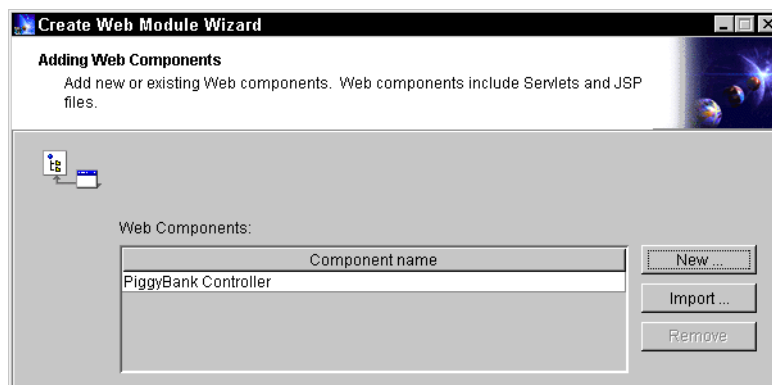 Create Web Module Wizard
Adding Web Components
Add new or existing Web components. Web components include Servlets and JSP
files.
Web Components:
Component name
New ...
PiggyBank Controller
Import ...
Remove